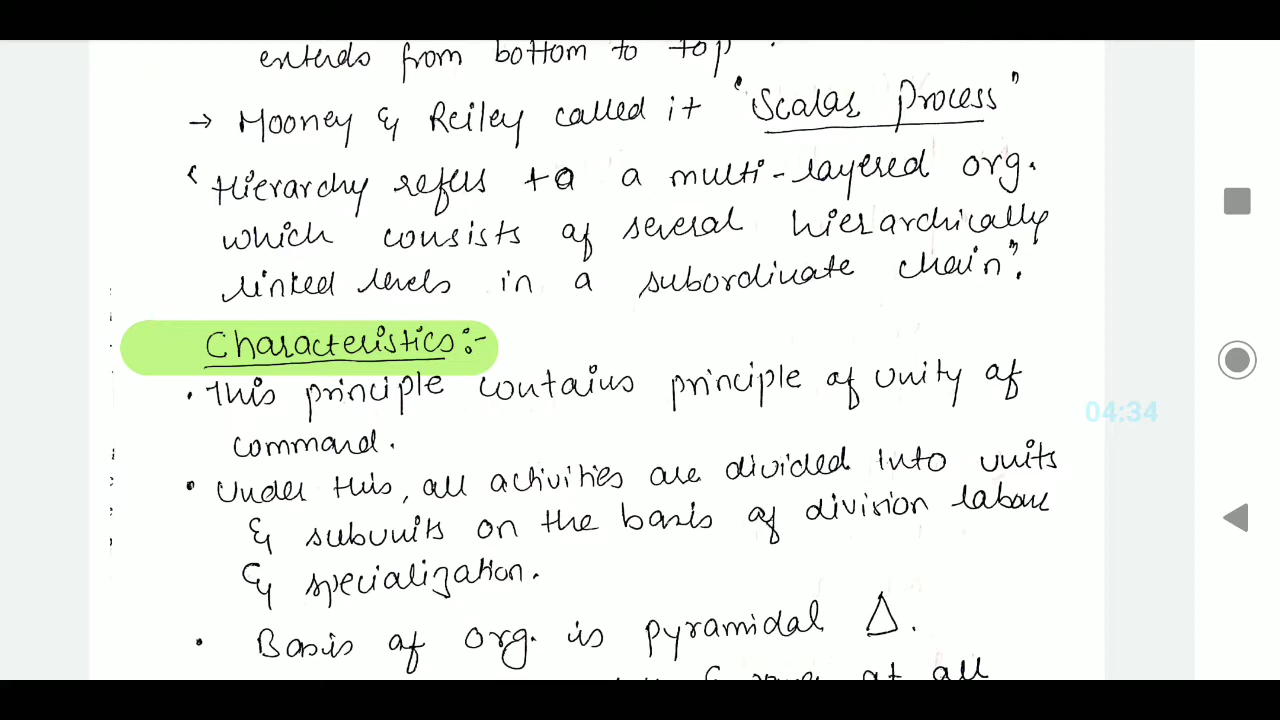 enterds from bottom to top".
→ Mooney & Reiley called it "Scalar Process"
"Hierarchy refers to a a multi-layered org.
which consists of several hierarchically
linked levels in a subordinate chain".
Characteristics:-
• This principle contains principle of unity of
command.
04:34
• Under this, all activities are divided into units
& subunits on the basis of division labour
& specialization.
• Basis of org. is pyramidal Δ.
at all